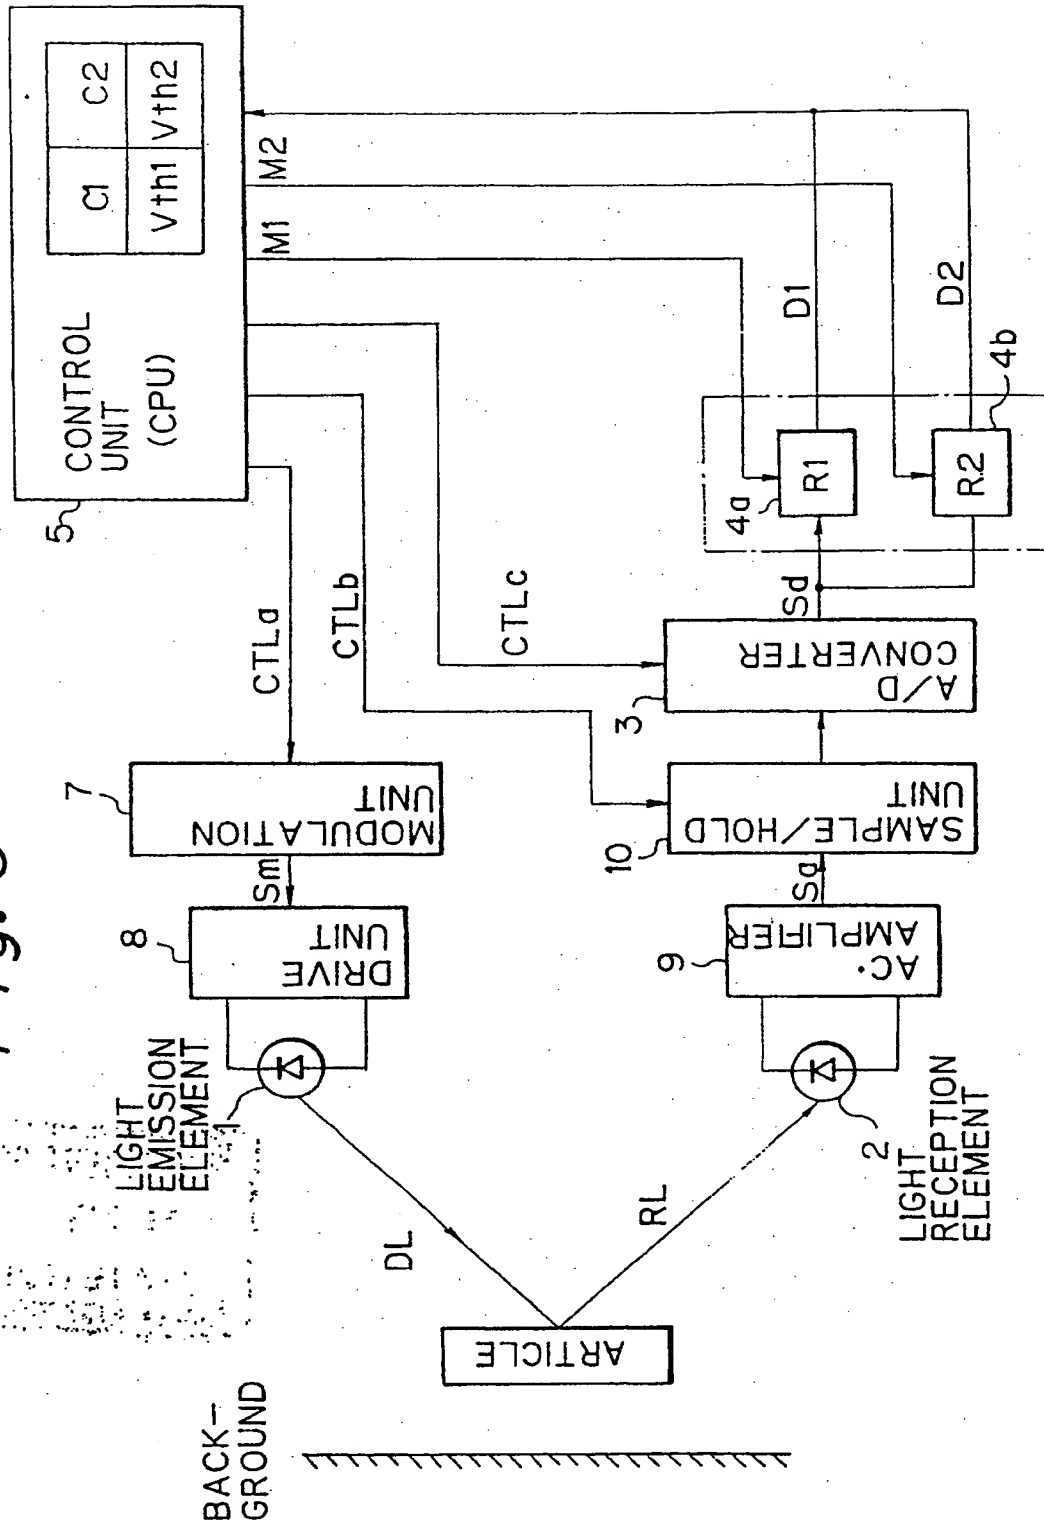 5
CONTROL
UNIT
(CPU)
C1
C2
Vth1
Vth2
CTLa
CTLb
CTLc
M1
M2
LIGHT
EMISSION
ELEMENT
1
8
DRIVE
UNIT
Sm
7
MODULATION
UNIT
BACK-
GROUND
ARTICLE
DL
RL
2
LIGHT
RECEPTION
ELEMENT
9
AC
AMPLIFIER
Sa
10
SAMPLE/HOLD
UNIT
3
A/D
CONVERTER
Sd
4a
R1
D1
R2
4b
D2